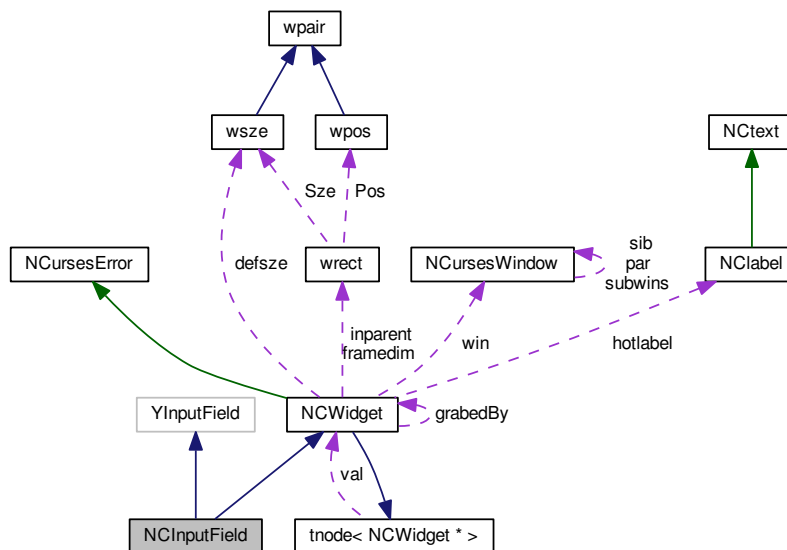 wpair
wsze
wpos
NCtext
Sze
Pos
NCursesError
defsze
wrect
NCursesWindow
sib
par
subwins
NClabel
inparent
framedim
win
hotlabel
YInputField
NCWidget
grabedBy
val
NCInputField
tnode< NCWidget * >